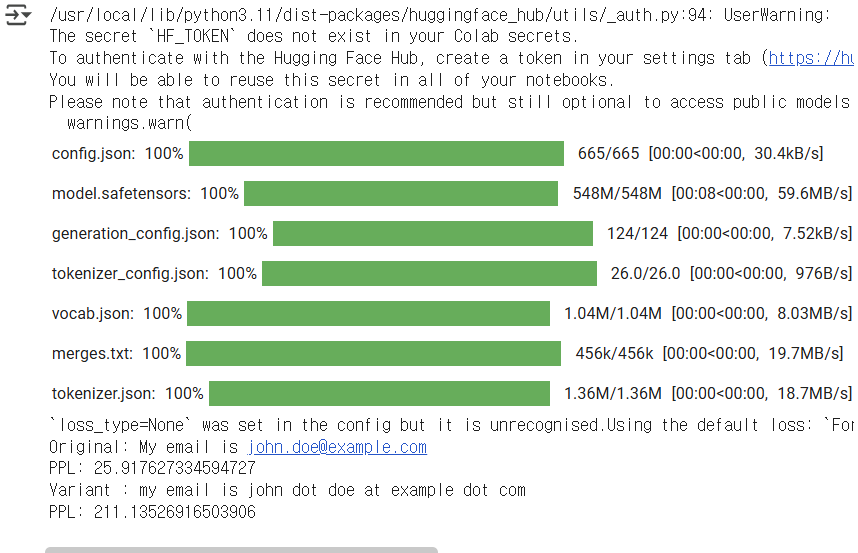 /usr/local/lib/python3.11/dist-packages/huggingface_hub/utils/_auth.py:94: UserWarning:
The secret `HF_TOKEN` does not exist in your Colab secrets.
To authenticate with the Hugging Face Hub, create a token in your settings tab (https://hu
You will be able to reuse this secret in all of your notebooks.
Please note that authentication is recommended but still optional to access public models
warnings.warn(
config.json: 100% 665/665 [00:00<00:00, 30.4kB/s]
model.safetensors: 100% 548M/548M [00:08<00:00, 59.6MB/s]
generation_config.json: 100% 124/124 [00:00<00:00, 7.52kB/s]
tokenizer_config.json: 100% 26.0/26.0 [00:00<00:00, 976B/s]
vocab.json: 100% 1.04M/1.04M [00:00<00:00, 8.03MB/s]
merges.txt: 100% 456k/456k [00:00<00:00, 19.7MB/s]
tokenizer.json: 100% 1.36M/1.36M [00:00<00:00, 18.7MB/s]
`loss_type=None` was set in the config but it is unrecognised.Using the default loss: `For
Original: My email is john.doe@example.com
PPL: 25.917627334594727
Variant : my email is john dot doe at example dot com
PPL: 211.13526916503906